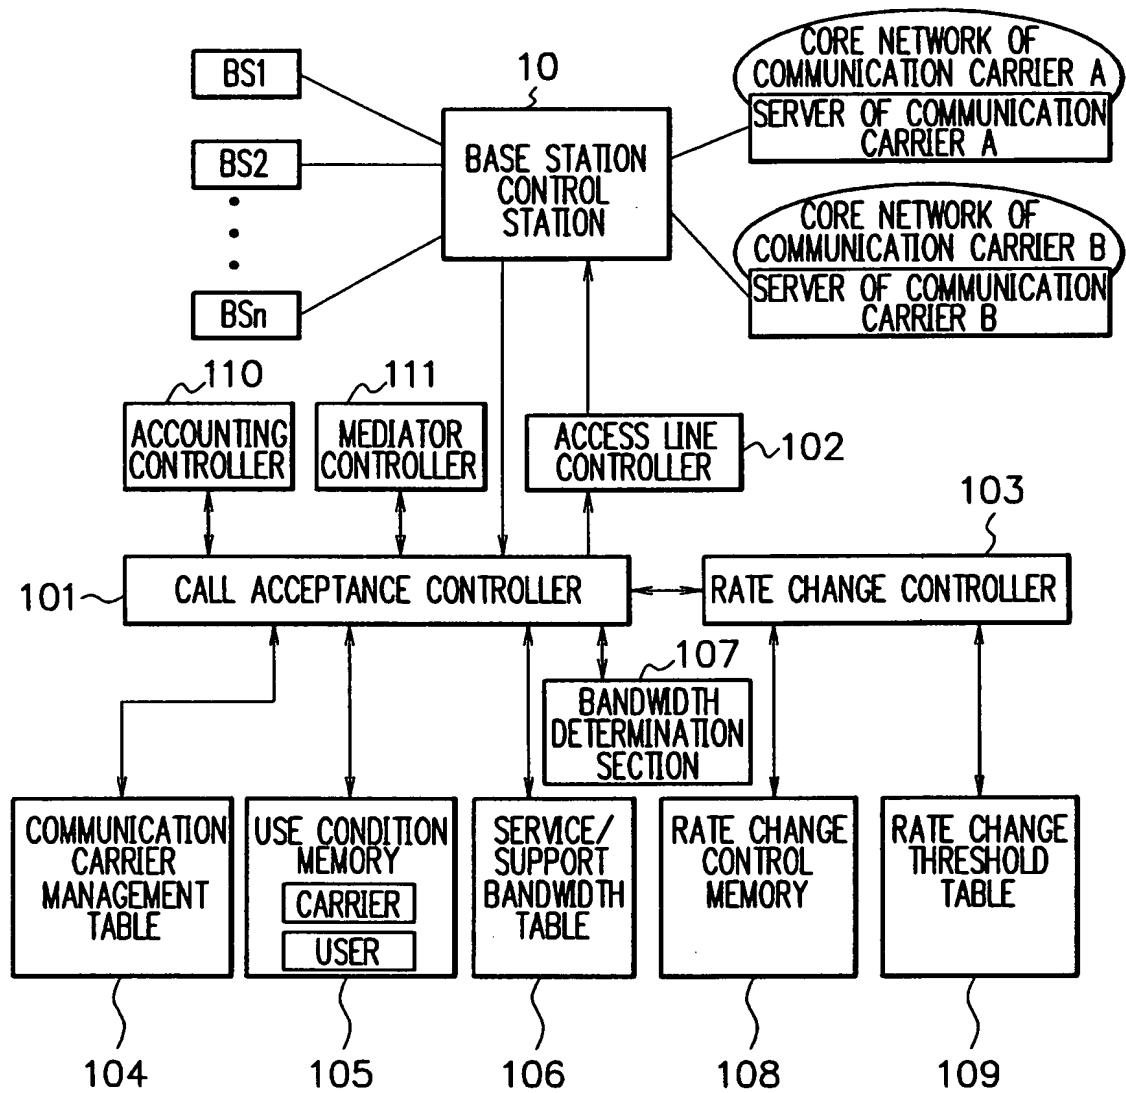 BS1
BS2
BSn
10
BASE STATION
CONTROL
STATION
CORE NETWORK OF
COMMUNICATION CARRIER A
SERVER OF COMMUNICATION
CARRIER A
CORE NETWORK OF
COMMUNICATION CARRIER B
SERVER OF COMMUNICATION
CARRIER B
110
ACCOUNTING
CONTROLLER
111
MEDIATOR
CONTROLLER
ACCESS LINE
CONTROLLER
102
103
101
CALL ACCEPTANCE CONTROLLER
RATE CHANGE CONTROLLER
107
BANDWIDTH
DETERMINATION
SECTION
COMMUNICATION
CARRIER
MANAGEMENT
TABLE
USE CONDITION
MEMORY
CARRIER
USER
SERVICE/
SUPPORT
BANDWIDTH
TABLE
RATE CHANGE
CONTROL
MEMORY
RATE CHANGE
THRESHOLD
TABLE
104
105
106
108
109